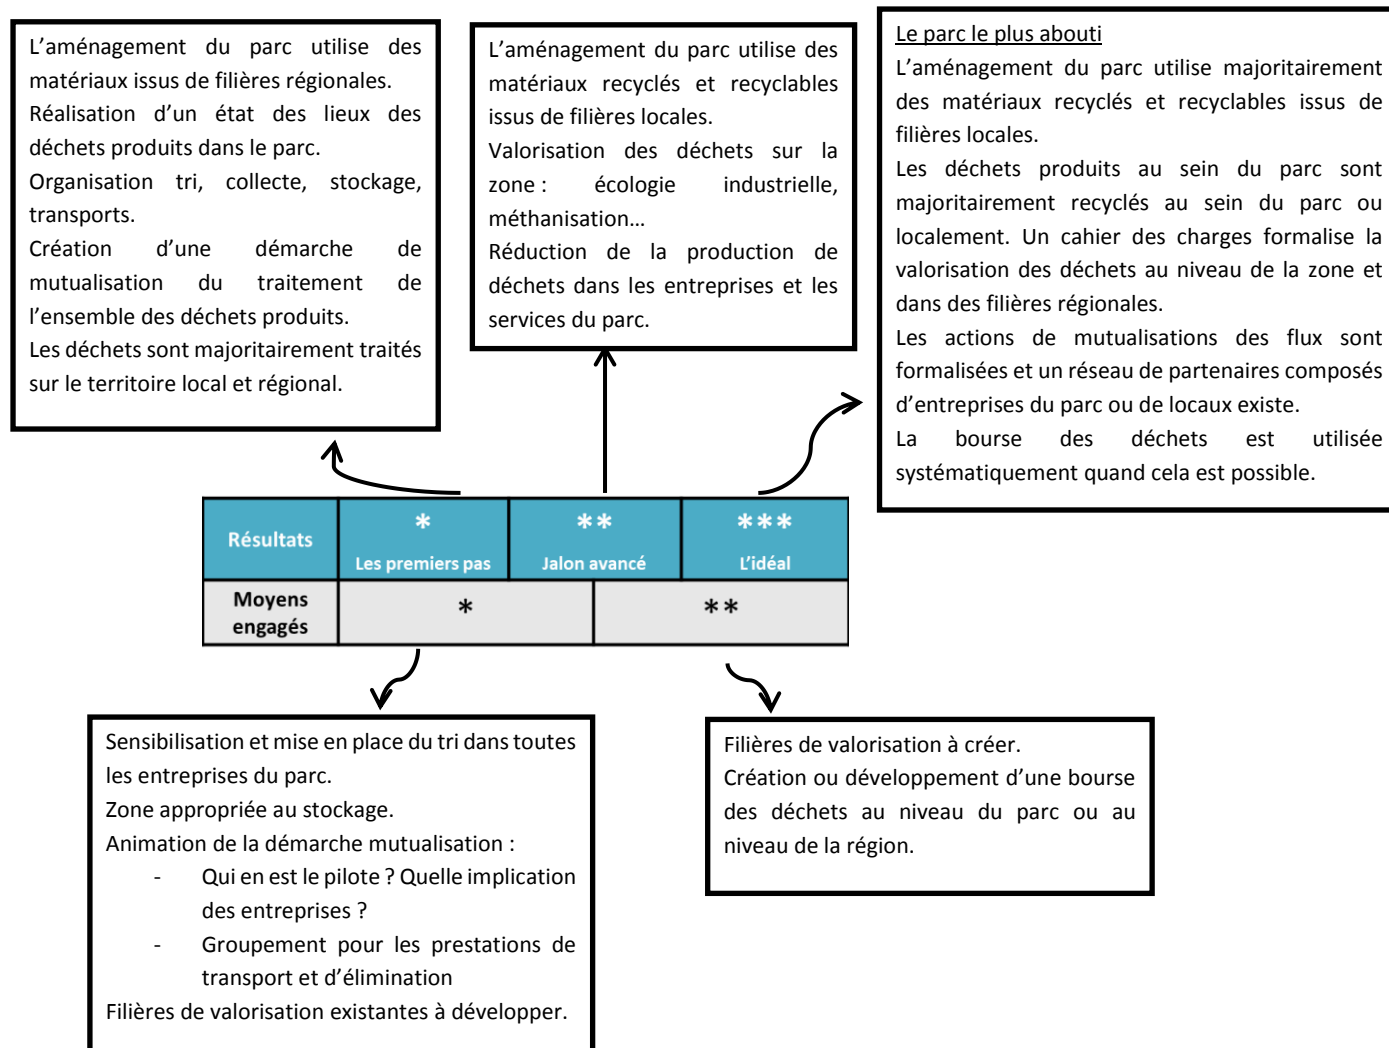 L’aménagement du parc utilise des
matériaux issus de filières régionales.
Réalisation d’un état des lieux des
déchets produits dans le parc.
Organisation tri, collecte, stockage,
transports.
Création d’une démarche de
mutualisation du traitement de
l’ensemble des déchets produits.
Les déchets sont majoritairement traités
sur le territoire local et régional.
L’aménagement du parc utilise des
matériaux recyclés et recyclables
issus de filières locales.
Valorisation des déchets sur la
zone : écologie industrielle,
méthanisation…
Réduction de la production de
déchets dans les entreprises et les
services du parc.
Le parc le plus abouti
L’aménagement du parc utilise majoritairement
des matériaux recyclés et recyclables issus de
filières locales.
Les déchets produits au sein du parc sont
majoritairement recyclés au sein du parc ou
localement. Un cahier des charges formalise la
valorisation des déchets au niveau de la zone et
dans des filières régionales.
Les actions de mutualisations des flux sont
formalisées et un réseau de partenaires composés
d’entreprises du parc ou de locaux existe.
La bourse des déchets est utilisée
systématiquement quand cela est possible.
Résultats
*
Les premiers pas
**
Jalon avancé
***
L’idéal
Moyens
engagés
*
**
Sensibilisation et mise en place du tri dans toutes
les entreprises du parc.
Zone appropriée au stockage.
Animation de la démarche mutualisation :
- Qui en est le pilote ? Quelle implication
des entreprises ?
- Groupement pour les prestations de
transport et d’élimination
Filières de valorisation existantes à développer.
Filières de valorisation à créer.
Création ou développement d’une bourse
des déchets au niveau du parc ou au
niveau de la région.